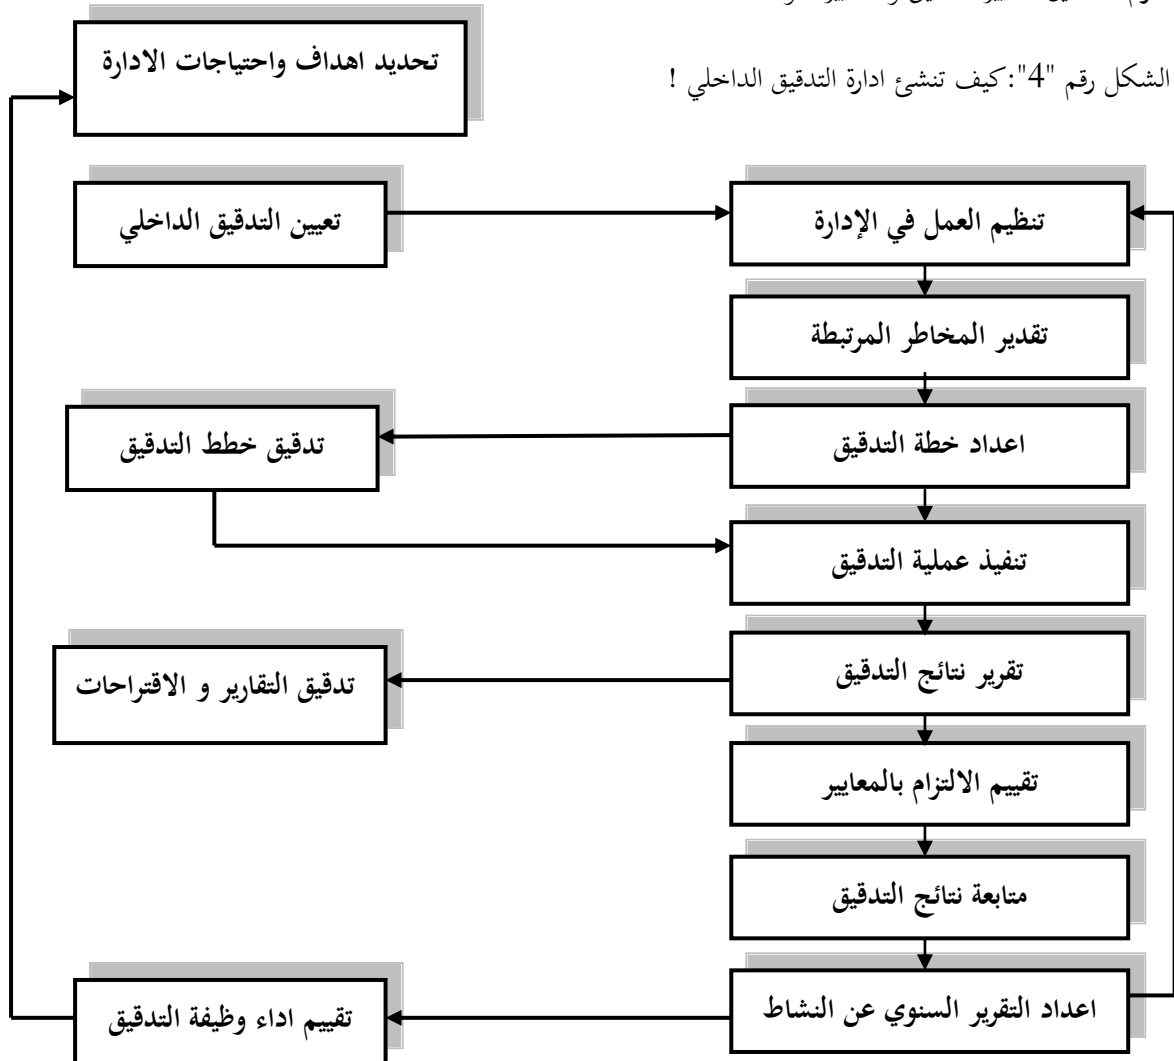 الشكل رقم "4":كيف تنشئ ادارة التدقيق الداخلي !
تحديد اهداف واحتياجات الادارة
تعيين التدقيق الداخلي
تنظيم العمل في الإدارة
تقدير المخاطر المرتبطة
اعداد خطة التدقيق
تدقيق خطط التدقيق
تنفيذ عملية التدقيق
تقرير نتائج التدقيق
تدقيق التقارير و الاقتراحات
تقييم الالتزام بالمعايير
متابعة نتائج التدقيق
اعداد التقرير السنوي عن النشاط
تقييم اداء وظيفة التدقيق